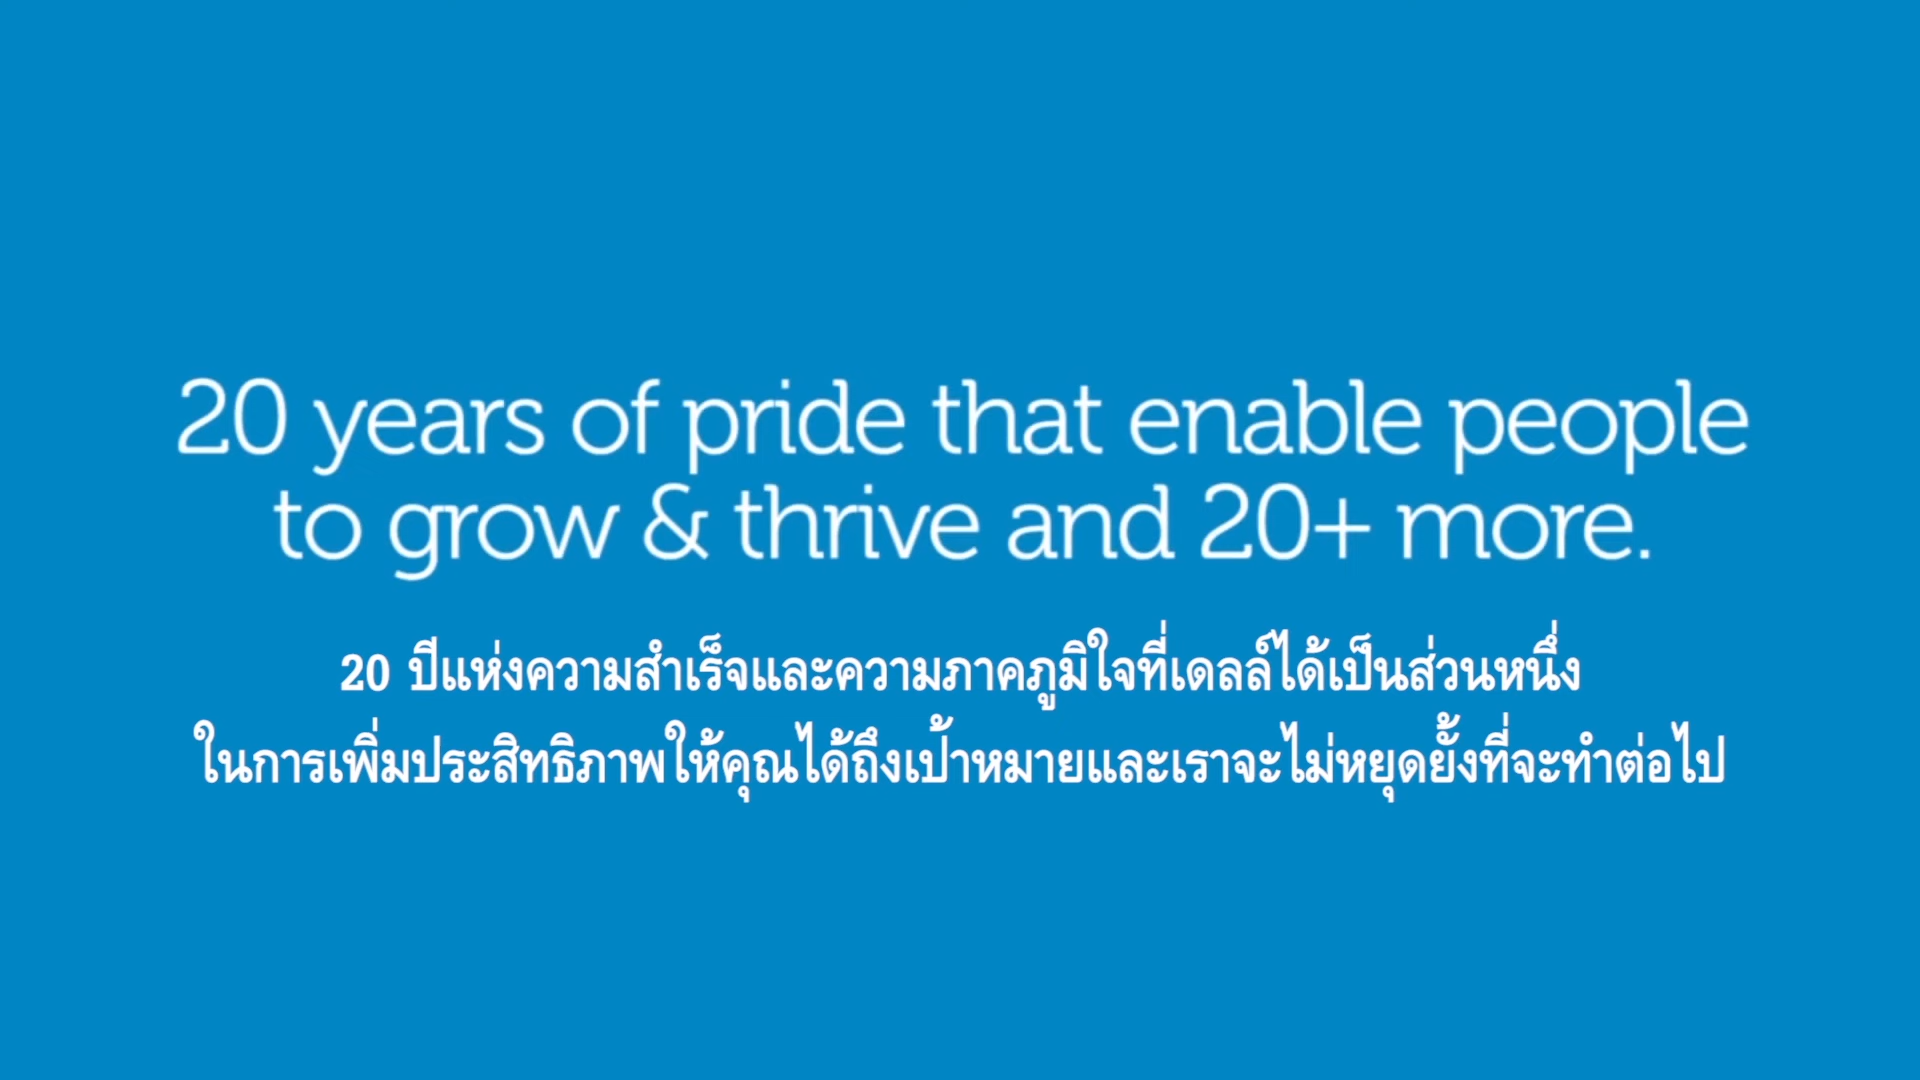 20 years of pride that enable people
to grow & thrive and 20+ more.
20 ปีแห่งความสำเร็จและความภาคภูมิใจที่เดลล์ได้เป็นส่วนหนึ่ง
ในการเพิ่มประสิทธิภาพให้คุณได้ถึงเป้าหมายและเราจะไม่หยุดยั้งที่จะทำต่อไป